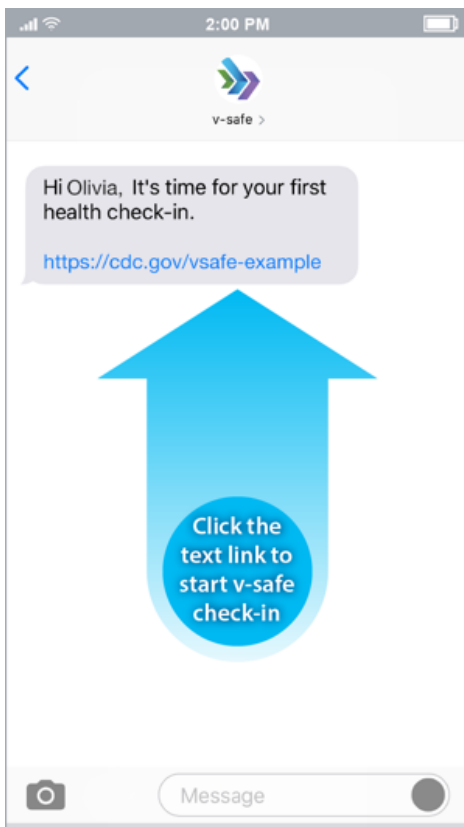 2:00 PM
v-safe >
Hi Olivia, It's time for your first
health check-in.
https://cdc.gov/vsafe-example
Click the
text link to
start v-safe
check-in
Message